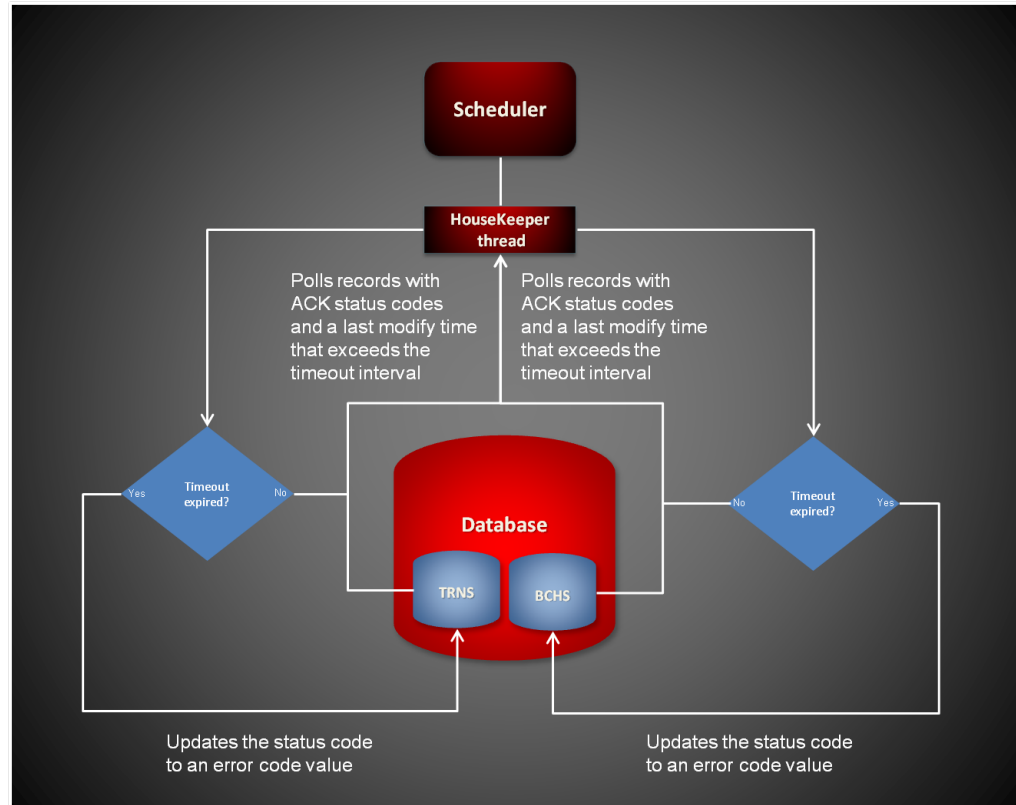 Scheduler
HouseKeeper
thread
Polls records with
ACK status codes
and a last modify time
that exceeds the
timeout interval
Polls records with
ACK status codes
and a last modify time
that exceeds the
timeout interval
Yes
Timeout
expired?
No
Database
TRNS
BCHS
No
Timeout
expired?
Yes
Updates the status code
to an error code value
Updates the status code
to an error code value